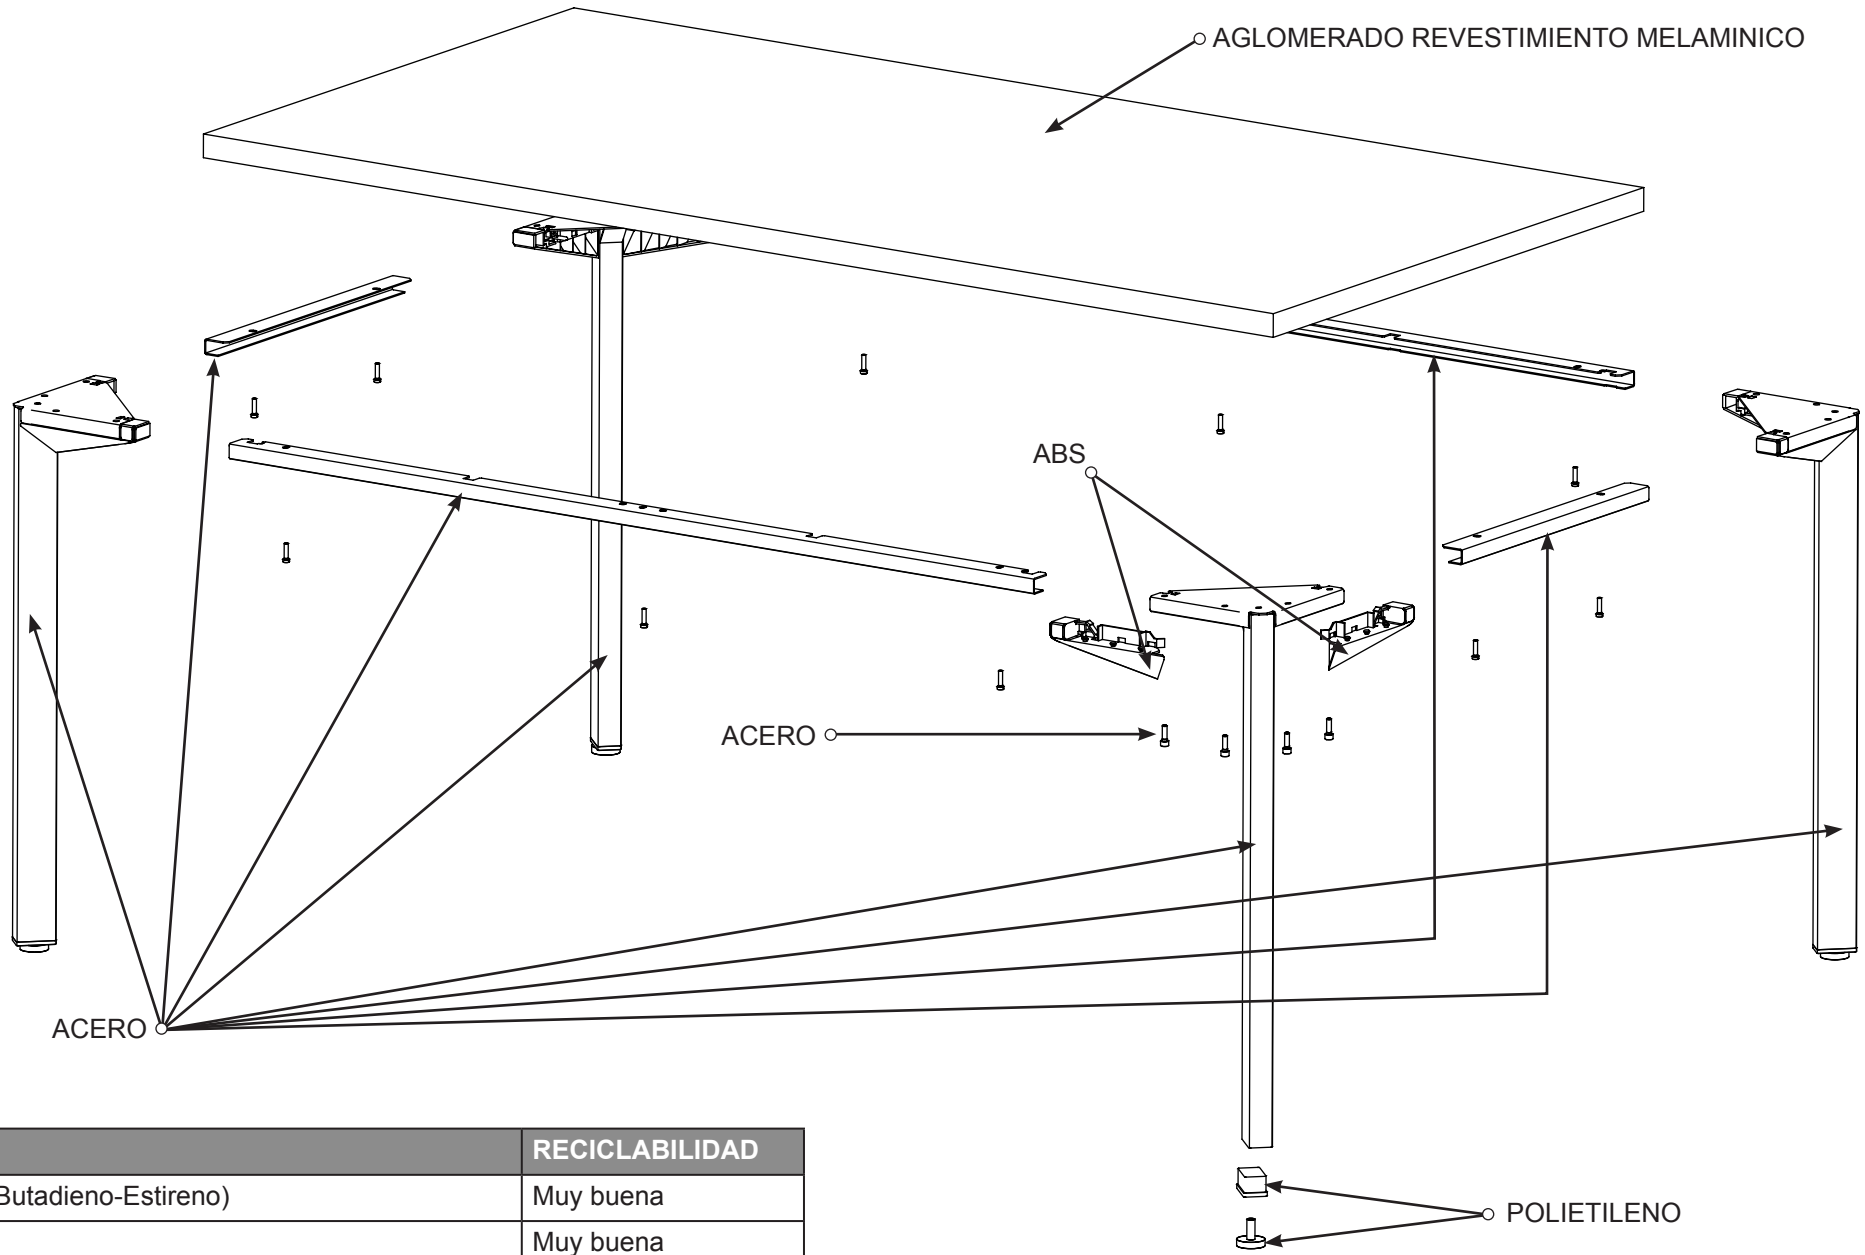 AGLOMERADO REVESTIMIENTO MELAMINICO
ABS
ACERO
ACERO
RECICLABILIDAD
Butadieno-Estireno) Muy buena
Muy buena
POLIETILENO